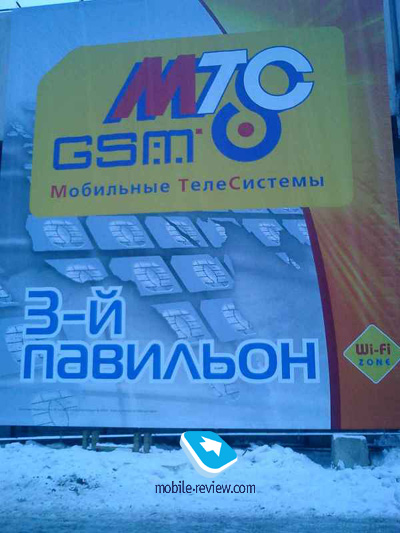 МТС
GSM
Мобильные ТелеСистемы
3-й
павильон
Wi-Fi
ZONE
mobile-review.com